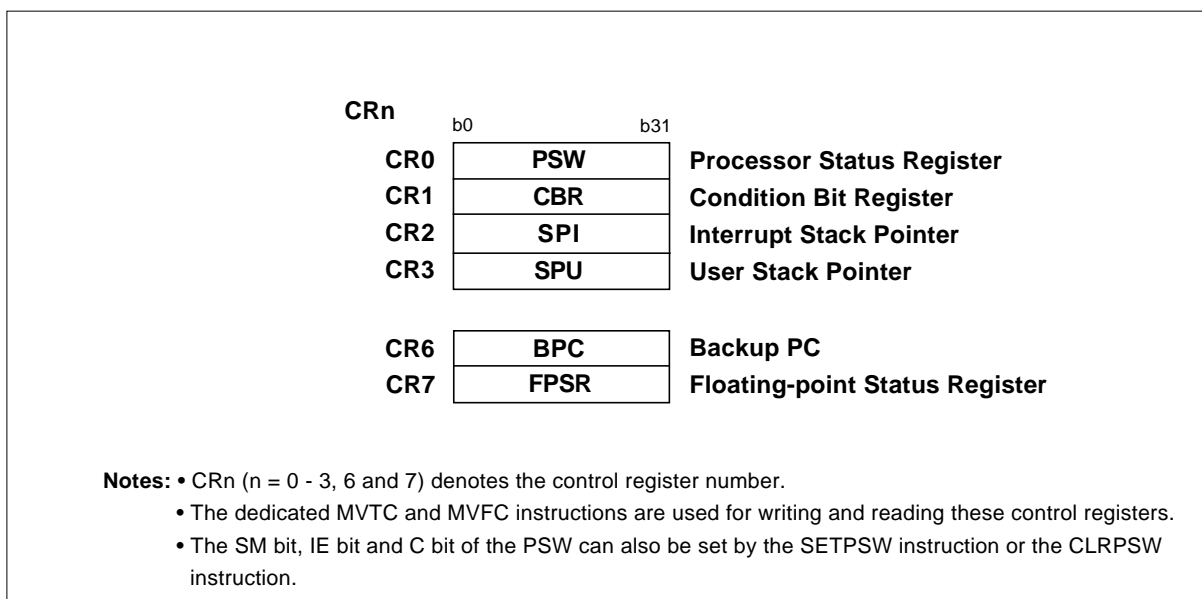 CRn
b0 b31
CR0 PSW Processor Status Register
CR1 CBR Condition Bit Register
CR2 SPI Interrupt Stack Pointer
CR3 SPU User Stack Pointer
CR6 BPC Backup PC
CR7 FPSR Floating-point Status Register
Notes: • CRn (n = 0 - 3, 6 and 7) denotes the control register number.
• The dedicated MVTC and MVFC instructions are used for writing and reading these control registers.
• The SM bit, IE bit and C bit of the PSW can also be set by the SETPSW instruction or the CLRPSW
instruction.